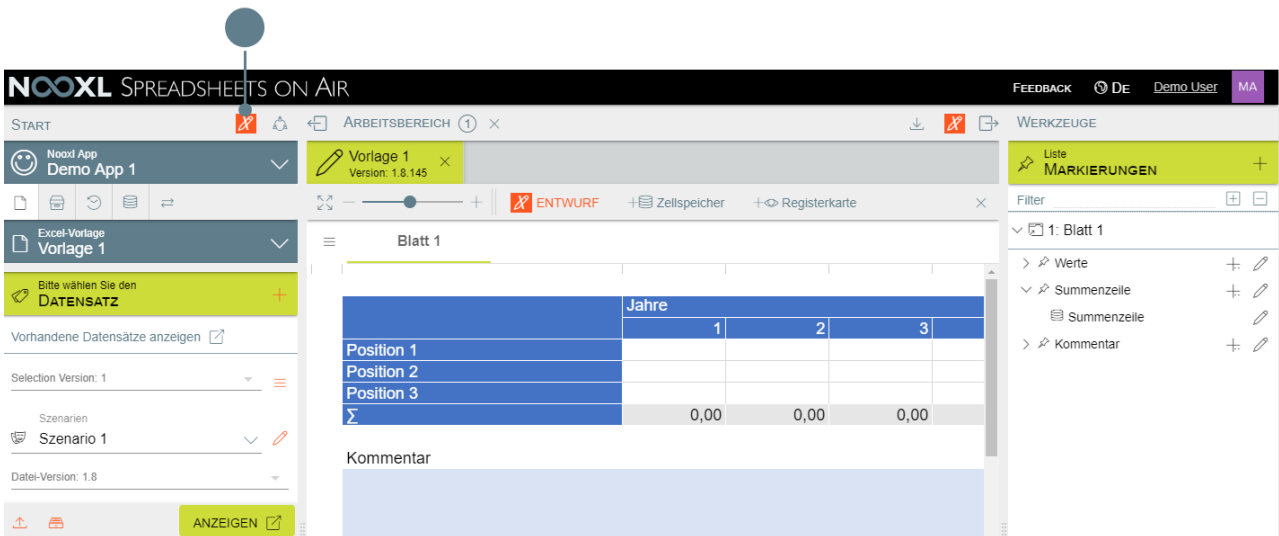 NOOXL SPREADSHEETS ON AIR
FEEDBACK DE Demo User MA
START
ARBEITSBEREICH 1
WERKZEUGE
Nooxl App
Demo App 1
Excel-Vorlage
Vorlage 1
Bitte wählen Sie den
DATENSATZ
Vorhandene Datensätze anzeigen
Selection Version: 1
Szenarien
Szenario 1
Datei-Version: 1.8
ANZEIGEN
Vorlage 1
Version: 1.8.145
ENTWURF Zellspeicher Registerkarte
Blatt 1
Jahre
1 2 3
Position 1
Position 2
Position 3
∑ 0,00 0,00 0,00
Kommentar
Liste
MARKIERUNGEN
Filter
1: Blatt 1
Werte
Summenzeile
Summenzeile
Kommentar